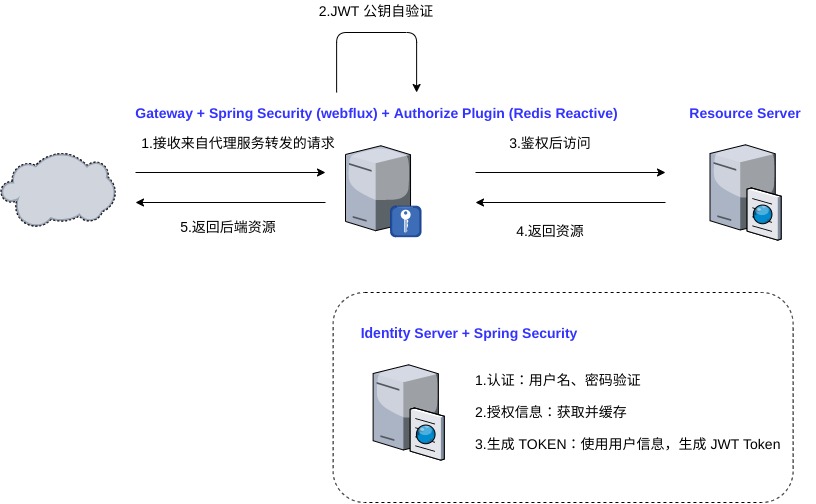 2.JWT 公钥自验证
Gateway + Spring Security (webflux) + Authorize Plugin (Redis Reactive)
Resource Server
1.接收来自代理服务转发的请求
3.鉴权后访问
5.返回后端资源
4.返回资源
Identity Server + Spring Security
1.认证：用户名、密码验证
2.授权信息：获取并缓存
3.生成 TOKEN：使用用户信息，生成 JWT Token